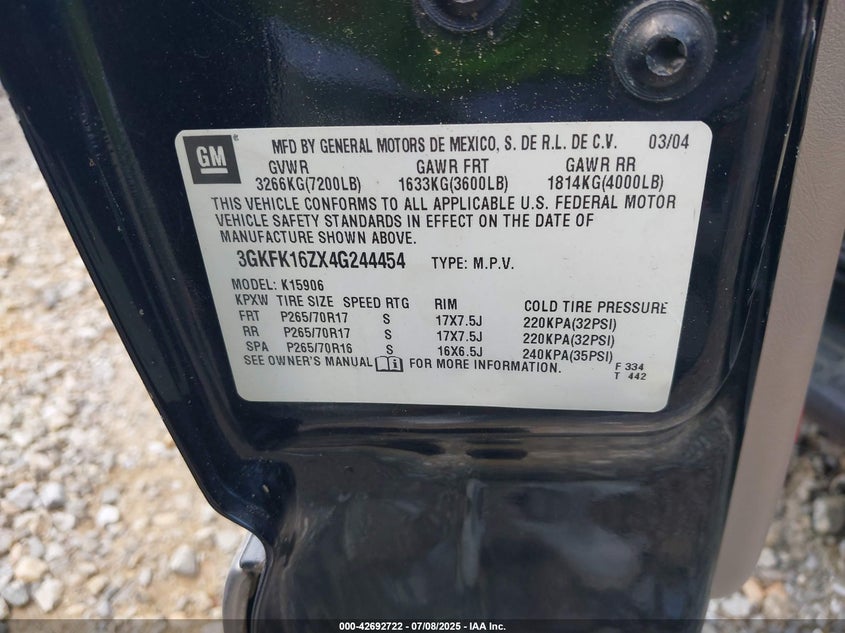 GM
MFD BY GENERAL MOTORS DE MEXICO, S. DE R.L. DE C.V. 03/04
GVWR GAWR FRT GAWR RR
3266KG(7200LB) 1633KG(3600LB) 1814KG(4000LB)
THIS VEHICLE CONFORMS TO ALL APPLICABLE U.S. FEDERAL MOTOR
VEHICLE SAFETY STANDARDS IN EFFECT ON THE DATE OF
MANUFACTURE SHOWN ABOVE.
3GKFK16ZX4G244454 TYPE: M.P.V.
MODEL: K15906
KPXW TIRE SIZE SPEED RTG RIM COLD TIRE PRESSURE
FRT P265/70R17 S 17X7.5J 220KPA(32PSI)
RR P265/70R17 S 17X7.5J 220KPA(32PSI)
SPA P265/70R16 S 16X6.5J 240KPA(35PSI)
SEE OWNER'S MANUAL FOR MORE INFORMATION.
F 334
T 442
000-42692722 - 07/08/2025 - IAA Inc.